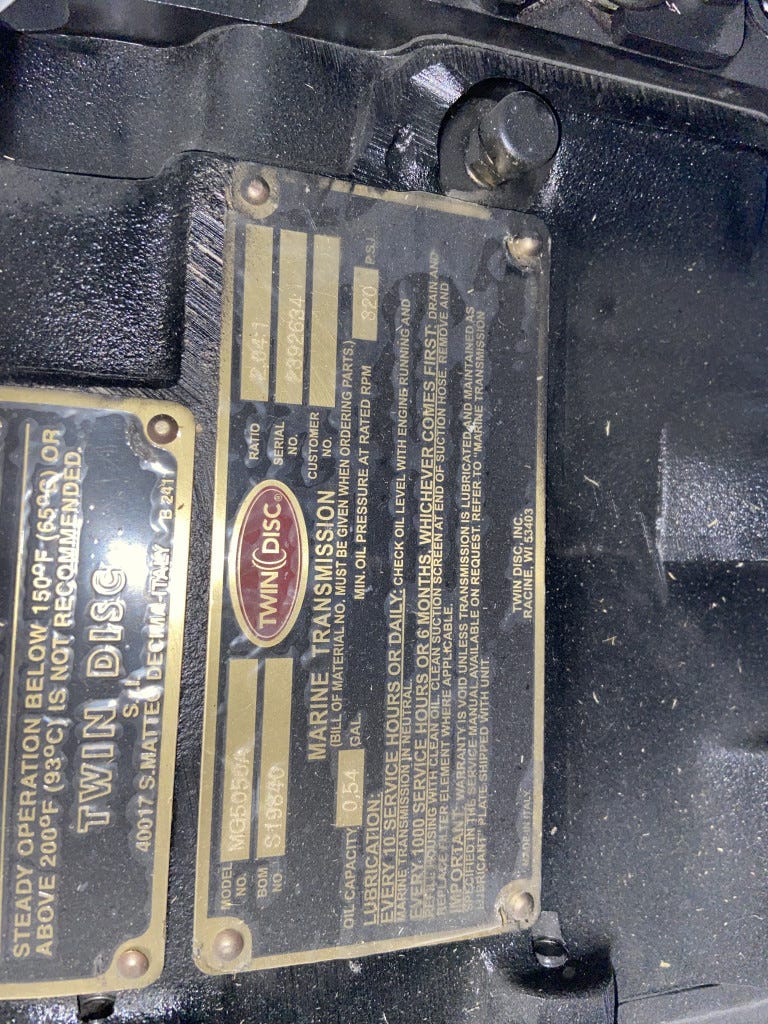 STEADY OPERATION BELOW 150°F (65°C) OR
ABOVE 200°F (93°C) IS NOT RECOMMENDED.
TWIN DISC
S.r.l.
40017 S.MATTEO DECIMA-ITALY B 241
MODEL NO. MG5050A
BOM NO. S19840
TWIN DISC®
RATIO 2.04:1
SERIAL NO. 2392634
CUSTOMER NO.
MARINE TRANSMISSION
(BILL OF MATERIAL NO. MUST BE GIVEN WHEN ORDERING PARTS.)
OIL CAPACITY 0,54 GAL. MIN. OIL PRESSURE AT RATED RPM 320 P.S.I.
LUBRICATION
EVERY 10 SERVICE HOURS OR DAILY: CHECK OIL LEVEL WITH ENGINE RUNNING AND
MARINE TRANSMISSION IN NEUTRAL.
EVERY 1000 SERVICE HOURS OR 6 MONTHS, WHICHEVER COMES FIRST: DRAIN AND
REFILL HOUSING WITH CLEAN OIL. CLEAN SUCTION SCREEN AT END OF SUCTION HOSE. REMOVE AND
REPLACE FILTER ELEMENT WHERE APPLICABLE.
IMPORTANT: WARRANTY IS VOID UNLESS TRANSMISSION IS LUBRICATED AND MAINTAINED AS
SPECIFIED IN THE SERVICE MANUAL AVAILABLE ON REQUEST. REFER TO "MARINE TRANSMISSION
LUBRICANT" PLATE SHIPPED WITH UNIT.
TWIN DISC, INC.
RACINE, WI 53403
MADE IN ITALY